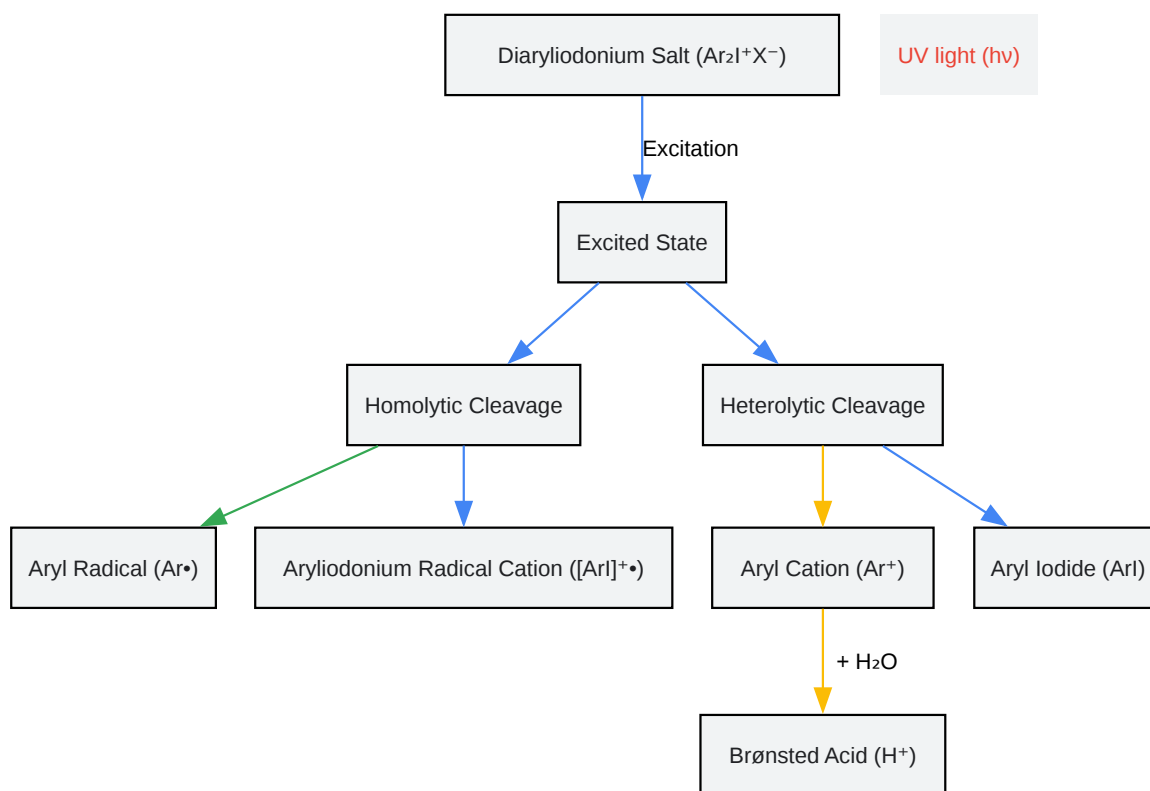 Diaryliodonium Salt (Ar₂I⁺X⁻)
UV light (hν)
Excitation
Excited State
Homolytic Cleavage
Heterolytic Cleavage
Aryl Radical (Ar•)
Aryliodonium Radical Cation ([ArI]⁺•)
Aryl Cation (Ar⁺)
Aryl Iodide (ArI)
+ H₂O
Brønsted Acid (H⁺)